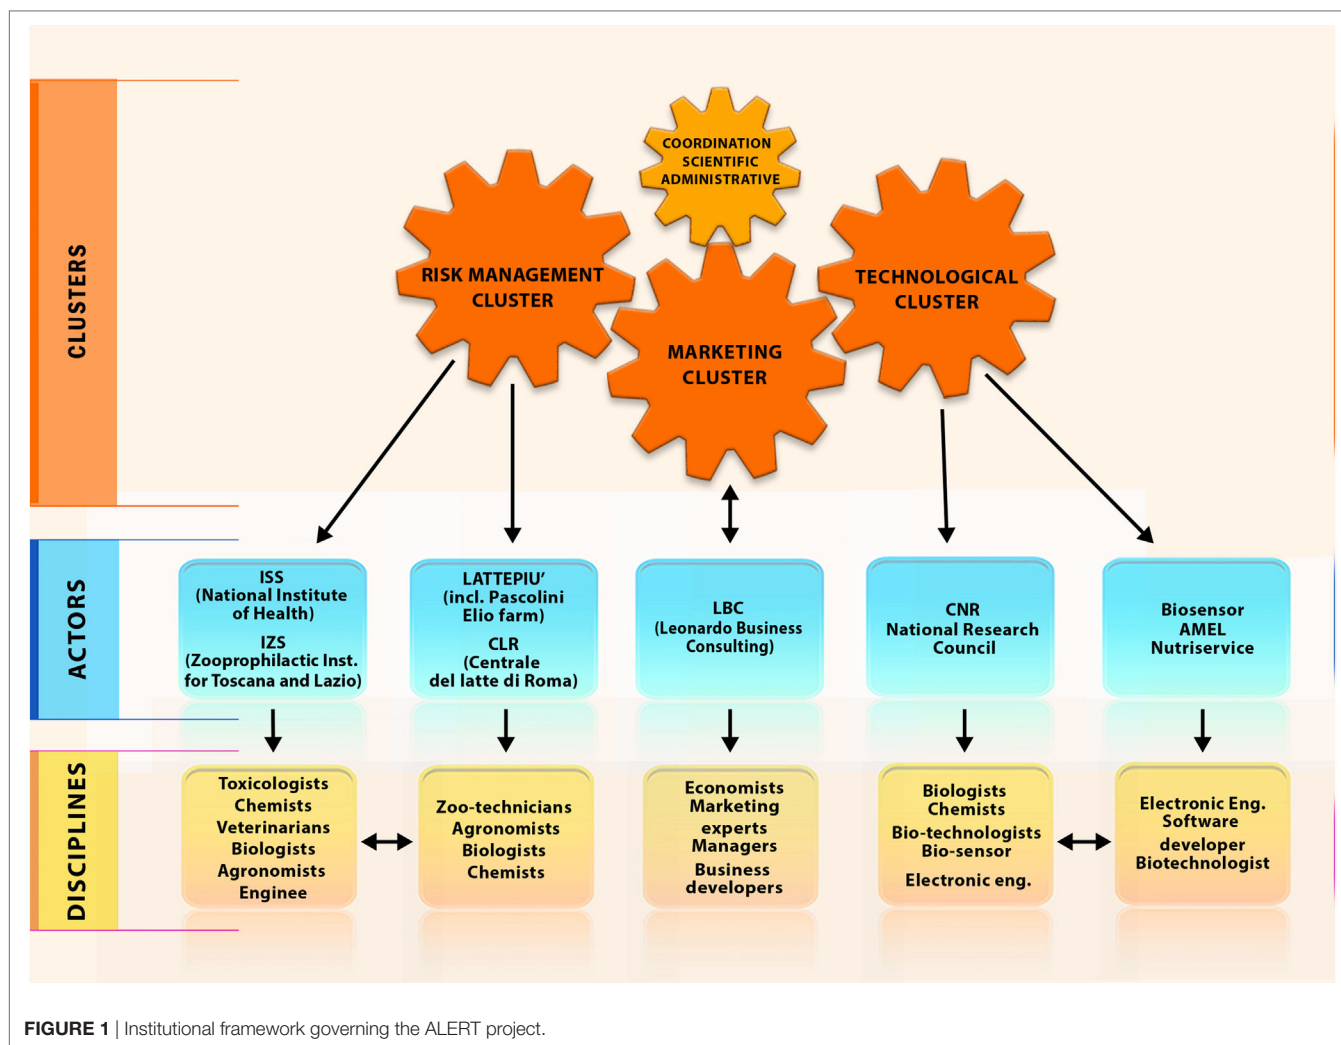 CLUSTERS
COORDINATION
SCIENTIFIC
ADMINISTRATIVE
RISK MANAGEMENT
CLUSTER
TECHNOLOGICAL
CLUSTER
MARKETING
CLUSTER
ACTORS
ISS
(National Institute
of Health)
IZS
(Zooprophilactic Inst.
for Toscana and Lazio)
LATTEPIU’
(incl. Pascolini
Elio farm)
CLR
(Centrale
del latte di Roma)
LBC
(Leonardo Business
Consulting)
CNR
National Research
Council
Biosensor
AMEL
Nutriservice
DISCIPLINES
Toxicologists
Chemists
Veterinarians
Biologists
Agronomists
Enginee
Zoo-technicians
Agronomists
Biologists
Chemists
Economists
Marketing
experts
Managers
Business
developers
Biologists
Chemists
Bio-technologists
Bio-sensor
Electronic eng.
Electronic Eng.
Software
developer
Biotechnologist
FIGURE 1 | Institutional framework governing the ALERT project.